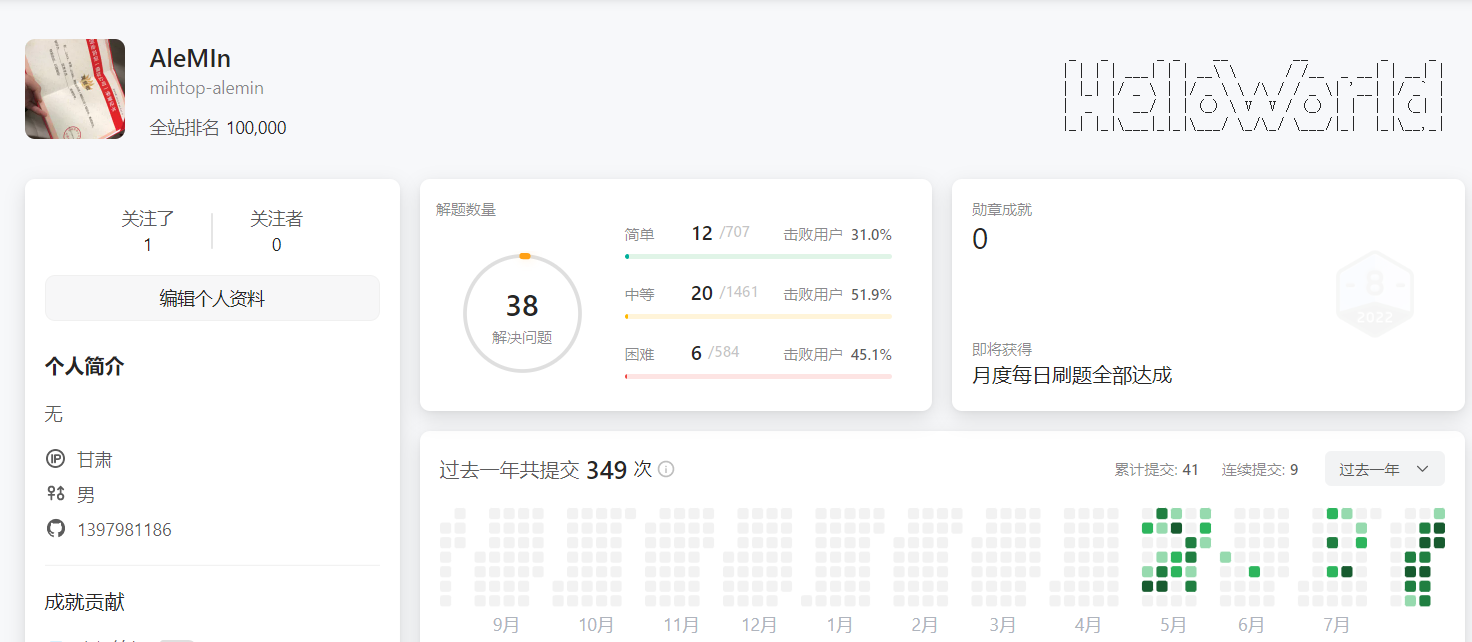 AleMIn
mihtop-alemin
全站排名 100,000
HelloWorld
关注了 关注者
1 0
编辑个人资料
个人简介
无
甘肃
男
1397981186
成就贡献
解题数量
38
解决问题
简单 12 /707 击败用户 31.0%
中等 20 /1461 击败用户 51.9%
困难 6 /584 击败用户 45.1%
勋章成就
0
8
2022
即将获得
月度每日刷题全部达成
过去一年共提交 349 次
累计提交: 41 连续提交: 9 过去一年
9月 10月 11月 12月 1月 2月 3月 4月 5月 6月 7月